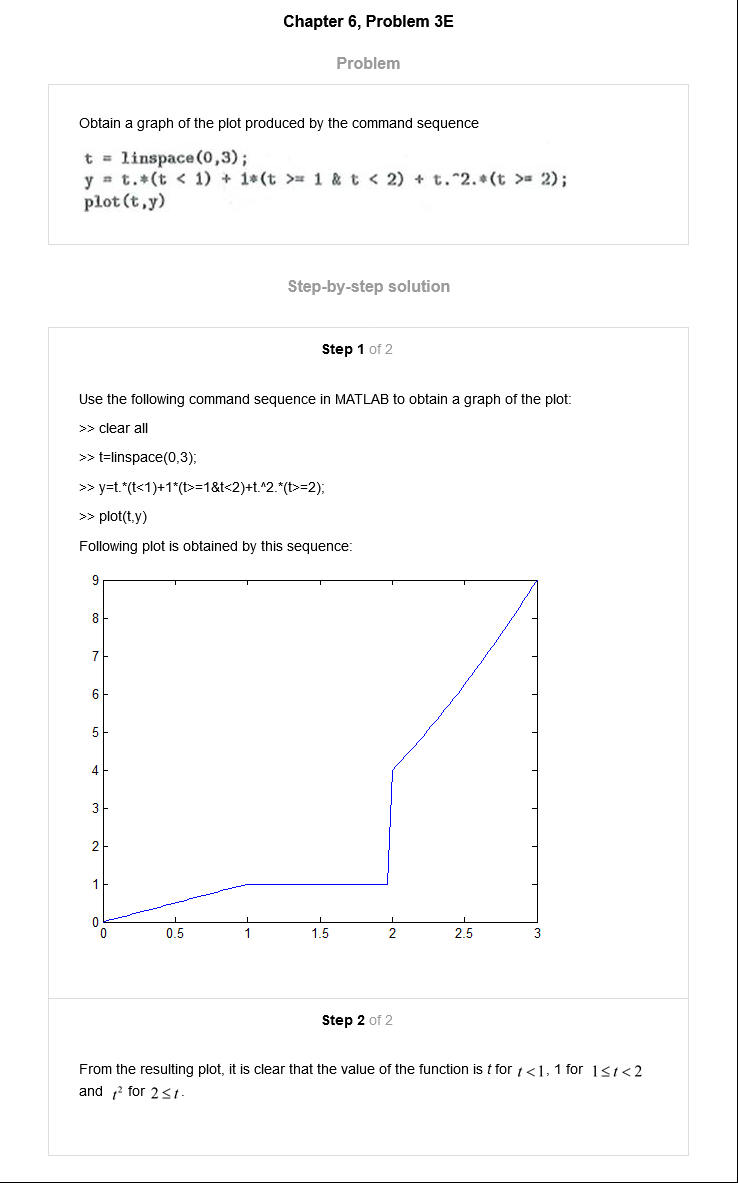 Chapter 6, Problem 3E
Problem
Obtain a graph of the plot produced by the command sequence
t = linspace(0,3);
y = t.*(t < 1) + 1*(t >= 1 & t < 2) + t.^2.*(t >= 2);
plot(t,y)
Step-by-step solution
Step 1 of 2
Use the following command sequence in MATLAB to obtain a graph of the plot:
>> clear all
>> t=linspace(0,3);
>> y=t.*(t<1)+1*(t>=1&t<2)+t.^2.*(t>=2);
>> plot(t,y)
Following plot is obtained by this sequence:
9
8
7
6
5
4
3
2
1
0
0 0.5 1 1.5 2 2.5 3
Step 2 of 2
From the resulting plot, it is clear that the value of the function is t for t < 1, 1 for 1 ≤ t < 2
and t² for 2 ≤ t.